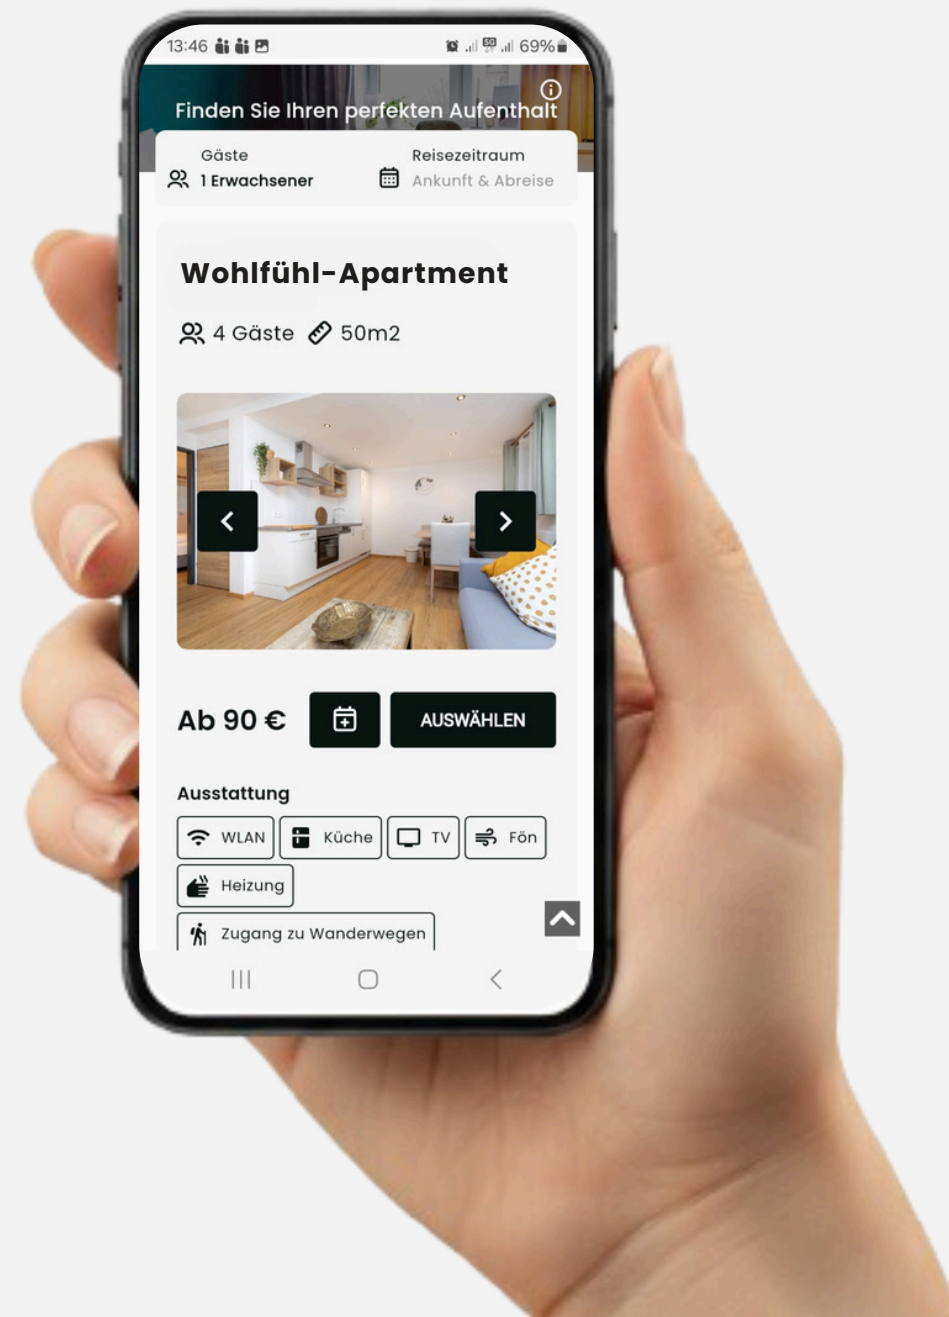 13:46 69%
5G
Finden Sie Ihren perfekten Aufenthalt
Gäste Reisezeitraum
1 Erwachsener Ankunft & Abreise
Wohlfühl-Apartment
4 Gäste 50m2
Ab 90 € AUSWÄHLEN
Ausstattung
WLAN Küche TV Fön
Heizung
Zugang zu Wanderwegen